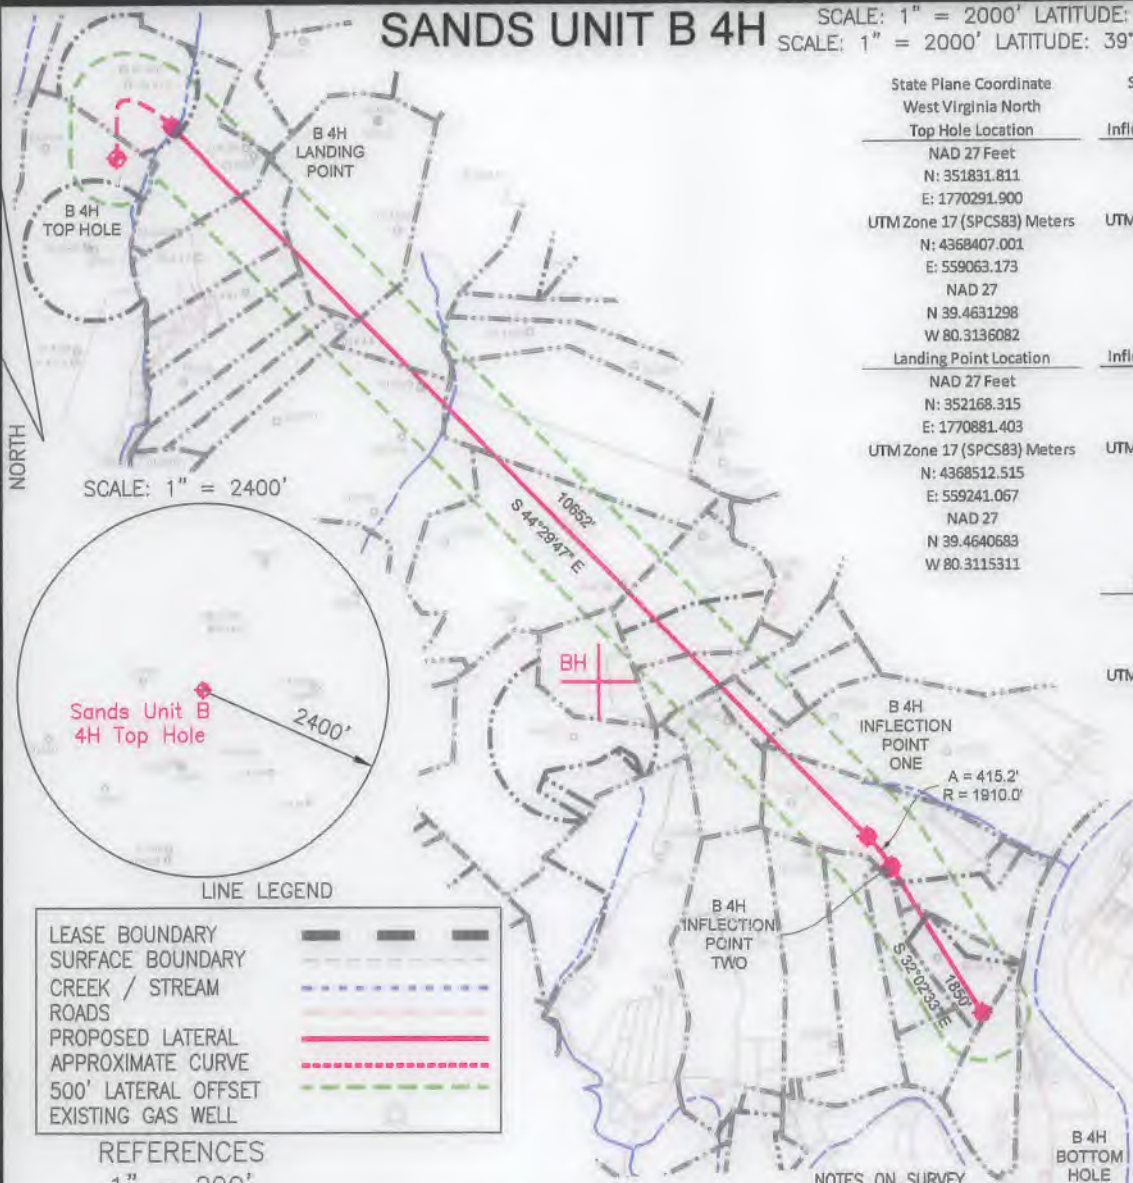 SANDS UNIT B 4H
SCALE: 1" = 2000' LATITUDE:
SCALE: 1" = 2000' LATITUDE: 39°
State Plane Coordinate
West Virginia North
Top Hole Location
NAD 27 Feet
N: 351831.811
E: 1770291.900
UTM Zone 17 (SPCS83) Meters
N: 4368407.001
E: 559063.173
NAD 27
N 39.4631298
W 80.3136082
Landing Point Location
NAD 27 Feet
N: 352168.315
E: 1770881.403
UTM Zone 17 (SPCS83) Meters
N: 4368512.515
E: 559241.067
NAD 27
N 39.4640683
W 80.3115311
S
Infle
UTM
Infle
UTM
UTM
B 4H
LANDING
POINT
B 4H
TOP HOLE
NORTH
SCALE: 1" = 2400'
10652'
S 44°29'47" E
BH
Sands Unit B
4H Top Hole
2400'
B 4H
INFLECTION
POINT
ONE
A = 415.2'
R = 1910.0'
B 4H
INFLECTION
POINT
TWO
1850'
S 32°02'33" E
LINE LEGEND
LEASE BOUNDARY
SURFACE BOUNDARY
CREEK / STREAM
ROADS
PROPOSED LATERAL
APPROXIMATE CURVE
500' LATERAL OFFSET
EXISTING GAS WELL
REFERENCES
B 4H
BOTTOM
HOLE
NOTES ON SURVEY